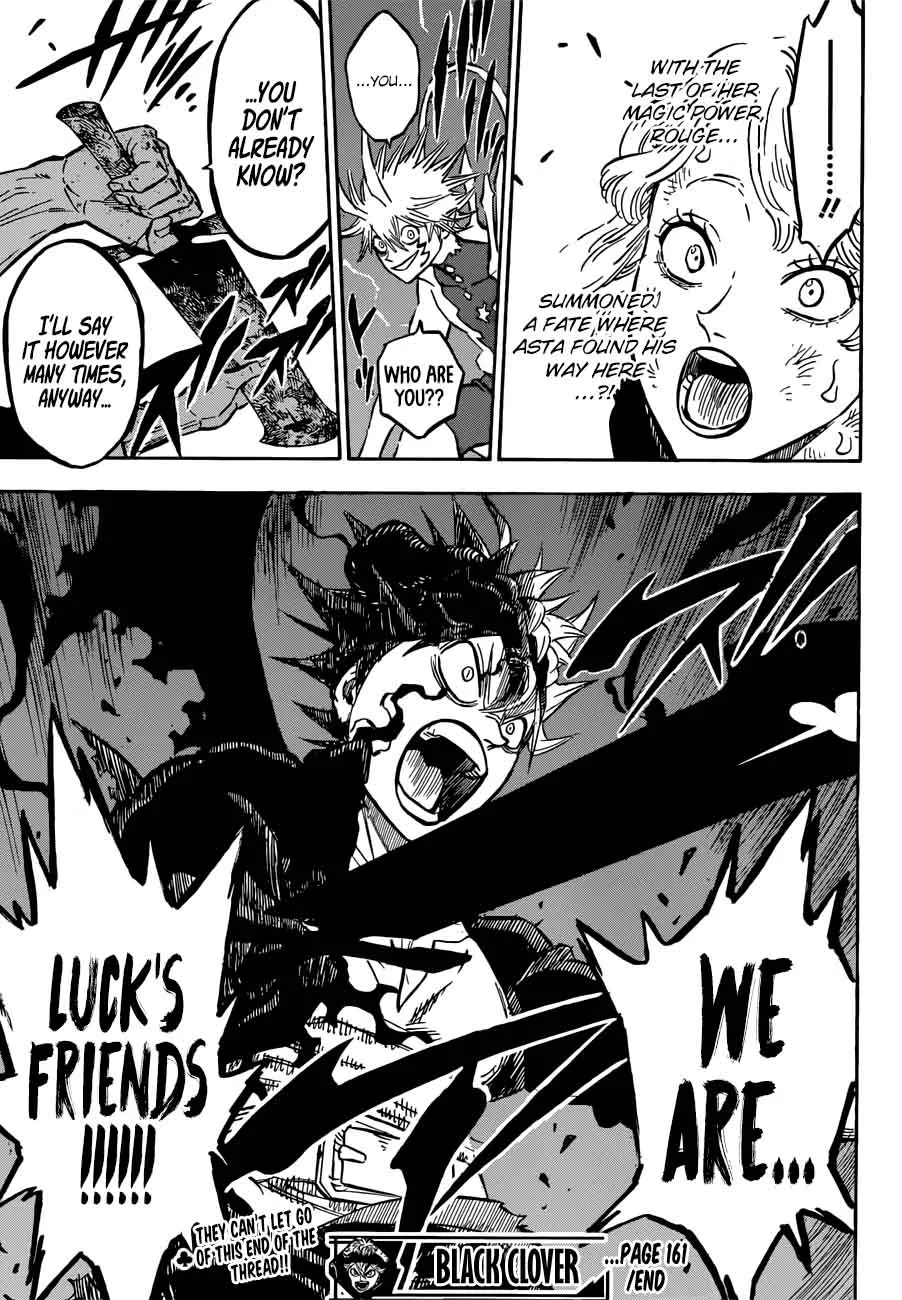 ...........!!
WITH THE
LAST OF HER
MAGIC POWER,
ROUGE...
SUMMONED
A FATE WHERE
ASTA FOUND HIS
WAY HERE
...?!
...YOU...
WHO ARE
YOU??
...YOU
DON'T
ALREADY
KNOW?
I'LL SAY
IT HOWEVER
MANY TIMES,
ANYWAY...
WE
ARE...
LUCK'S
FRIENDS
!!!!!!
THEY CAN'T LET GO
OF THIS END OF THE
THREAD!!
BLACK CLOVER
...PAGE 161
/END